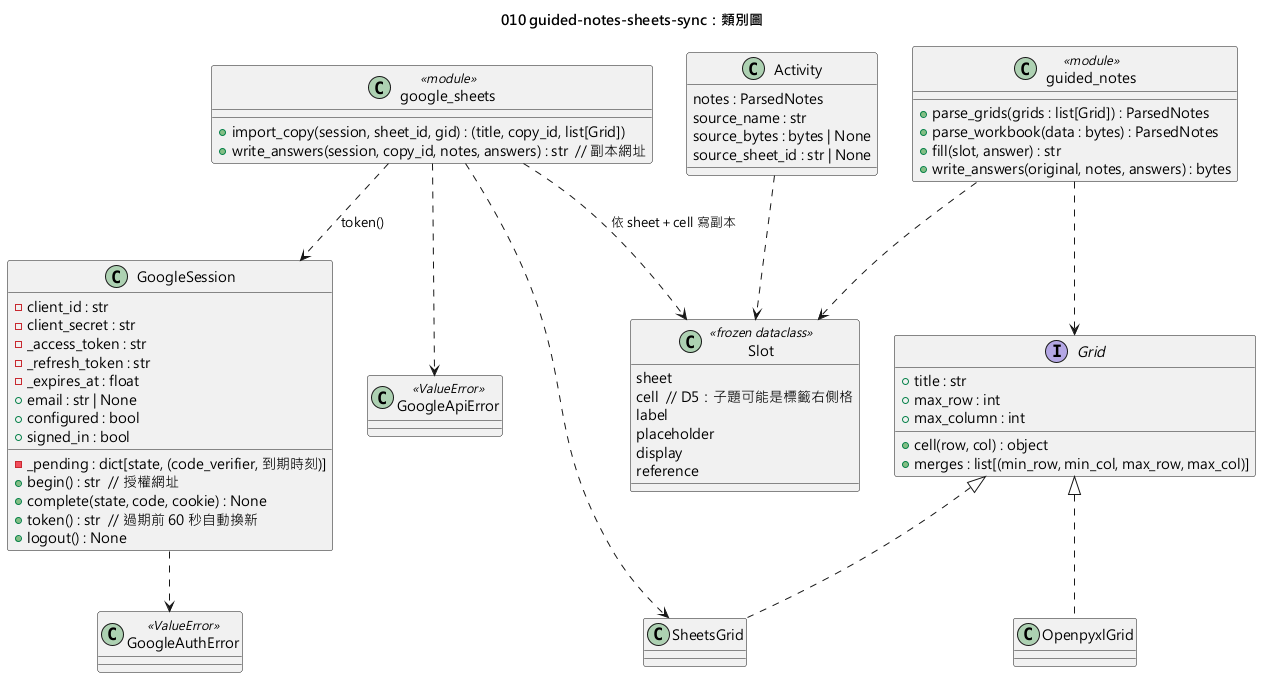 010 guided-notes-sheets-sync：類別圖
C «module» google_sheets
import_copy(session, sheet_id, gid) : (title, copy_id, list[Grid])
write_answers(session, copy_id, notes, answers) : str // 副本網址
C Activity
notes : ParsedNotes
source_name : str
source_bytes : bytes | None
source_sheet_id : str | None
C «module» guided_notes
parse_grids(grids : list[Grid]) : ParsedNotes
parse_workbook(data : bytes) : ParsedNotes
fill(slot, answer) : str
write_answers(original, notes, answers) : bytes
token()
依 sheet + cell 寫副本
C GoogleSession
client_id : str
client_secret : str
_access_token : str
_refresh_token : str
_expires_at : float
email : str | None
configured : bool
signed_in : bool
_pending : dict[state, (code_verifier, 到期時刻)]
begin() : str // 授權網址
complete(state, code, cookie) : None
token() : str // 過期前 60 秒自動換新
logout() : None
C «ValueError» GoogleApiError
C «frozen dataclass» Slot
sheet
cell // D5：子題可能是標籤右側格
label
placeholder
display
reference
I Grid
title : str
max_row : int
max_column : int
cell(row, col) : object
merges : list[(min_row, min_col, max_row, max_col)]
C «ValueError» GoogleAuthError
C SheetsGrid
C OpenpyxlGrid